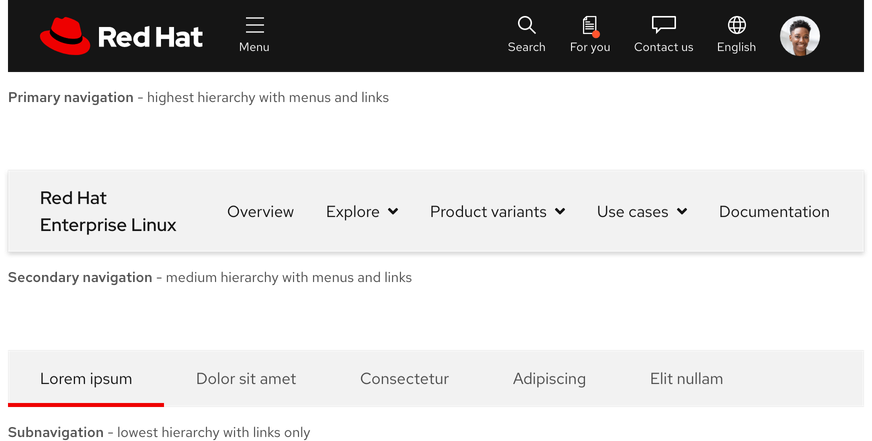 Red Hat
Menu
Search
For you
Contact us
English
Primary navigation - highest hierarchy with menus and links
Red Hat
Enterprise Linux
Overview
Explore
Product variants
Use cases
Documentation
Secondary navigation - medium hierarchy with menus and links
Lorem ipsum
Dolor sit amet
Consectetur
Adipiscing
Elit nullam
Subnavigation - lowest hierarchy with links only